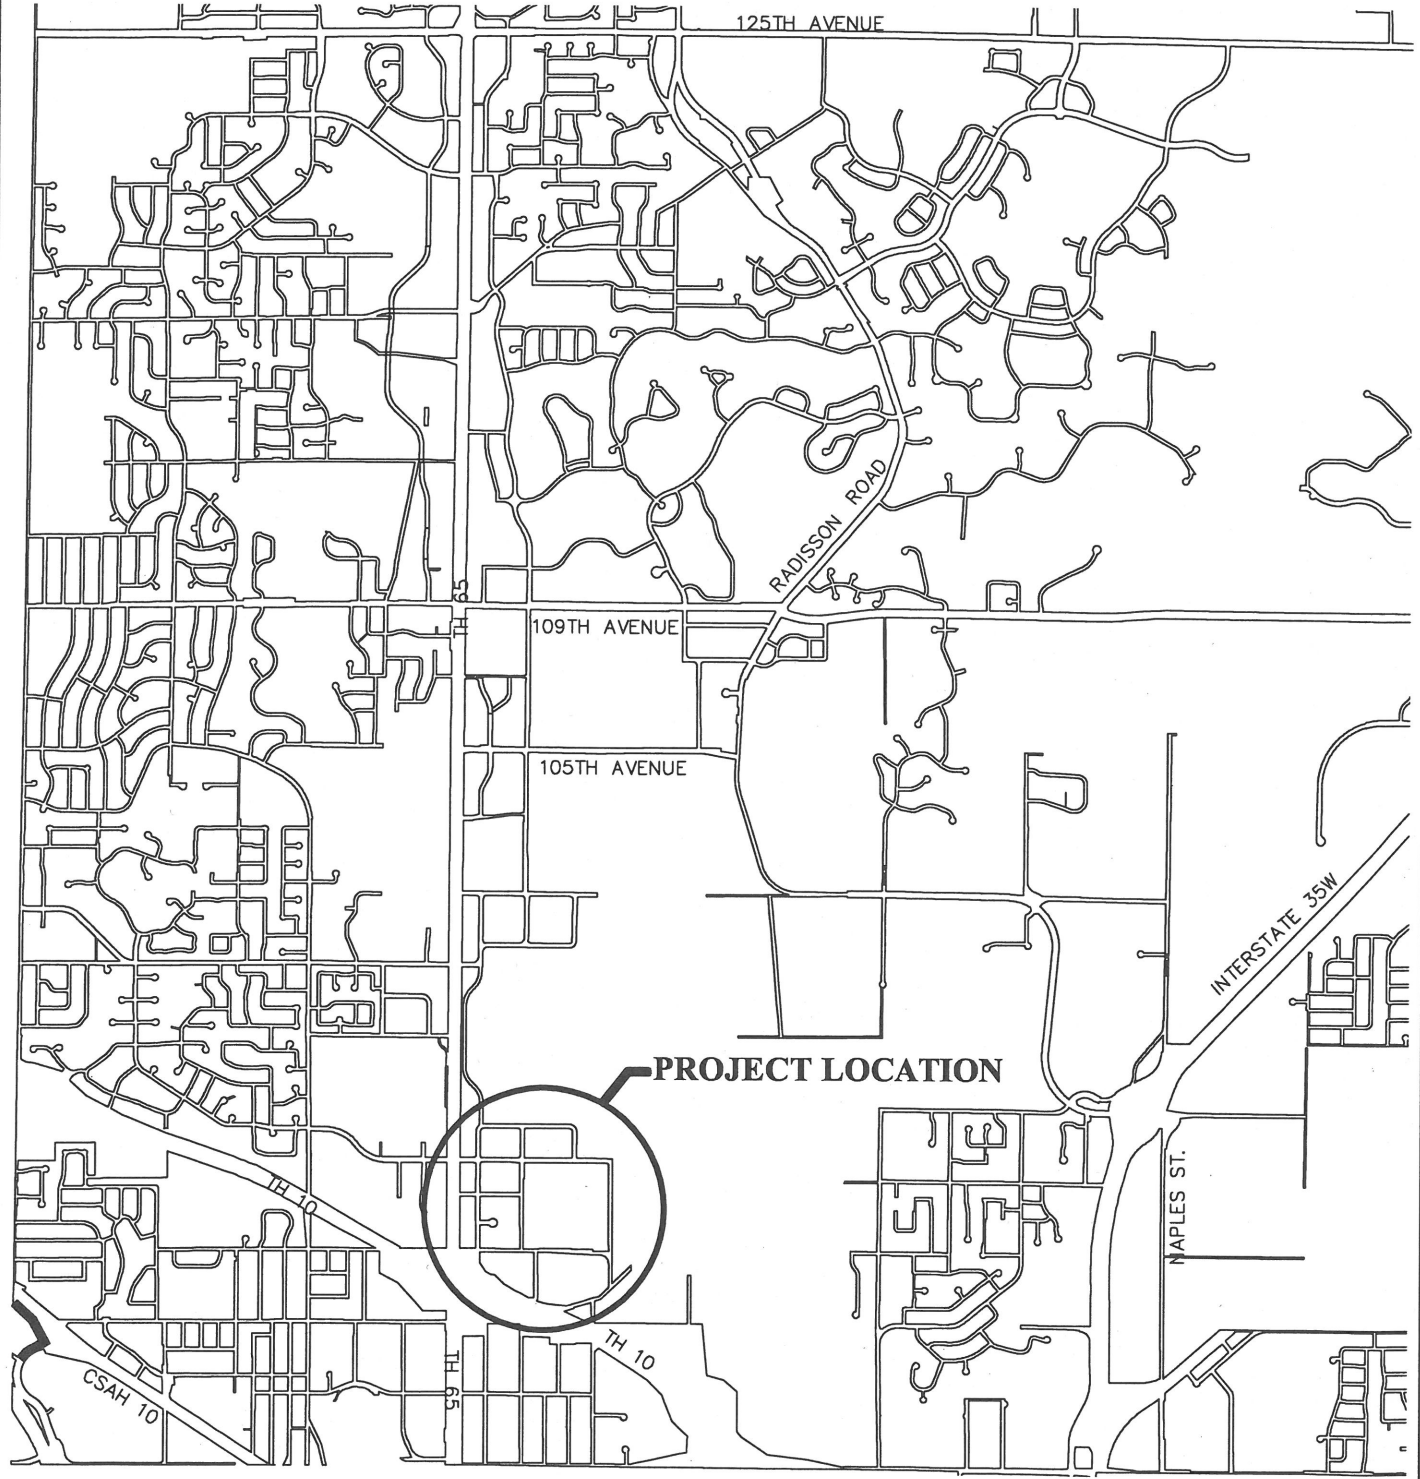 125TH AVENUE
RADISSON ROAD
TH 65
109TH AVENUE
105TH AVENUE
INTERSTATE 35W
PROJECT LOCATION
TH 10
NAPLES ST.
TH 10
TH 65
CSAH 10